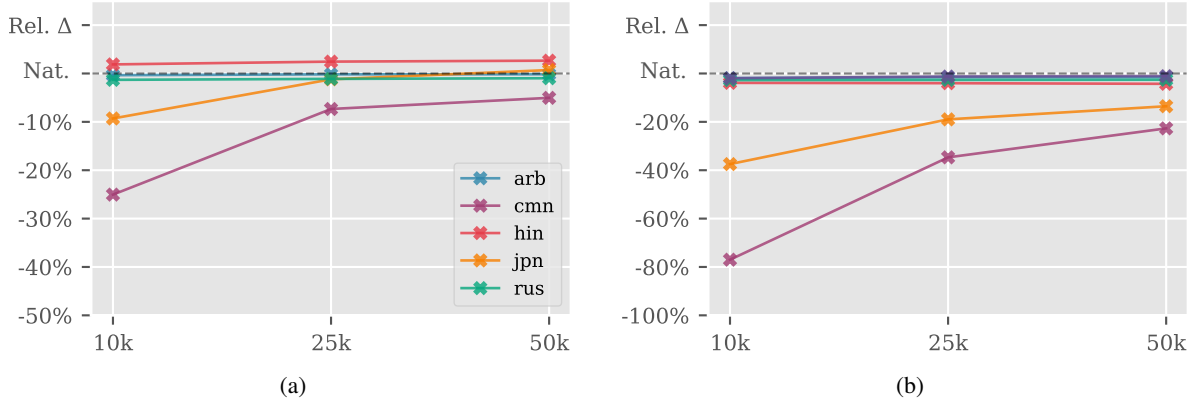 Rel. Δ
Nat.
-10%
-20%
-30%
-40%
-50%
10k
25k
50k
arb
cmn
hin
jpn
rus
(a)
Rel. Δ
Nat.
-20%
-40%
-60%
-80%
-100%
10k
25k
50k
(b)